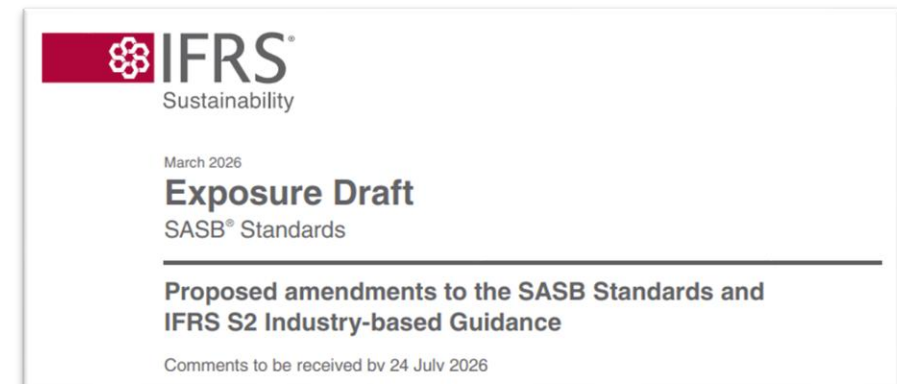 IFRS®
Sustainability
March 2026
Exposure Draft
SASB® Standards
Proposed amendments to the SASB Standards and
IFRS S2 Industry-based Guidance
Comments to be received by 24 July 2026